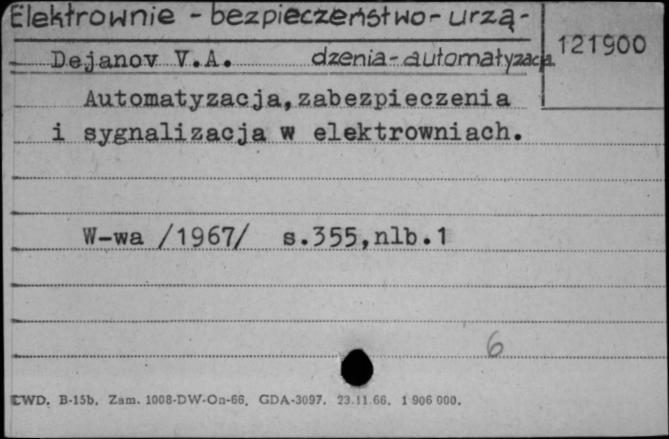 Elektrownie - bezpieczeństwo - urzą-
dzenia - automatyzacja
121900
Dejanov V.A.
Automatyzacja,zabezpieczenia
i sygnalizacja w elektrowniach.
W-wa /1967/ s.355,nlb.1
6
CWD. B-15b. Zam. 1008-DW-Oa-66. GDA-3097. 23.11.66. 1 906 000.